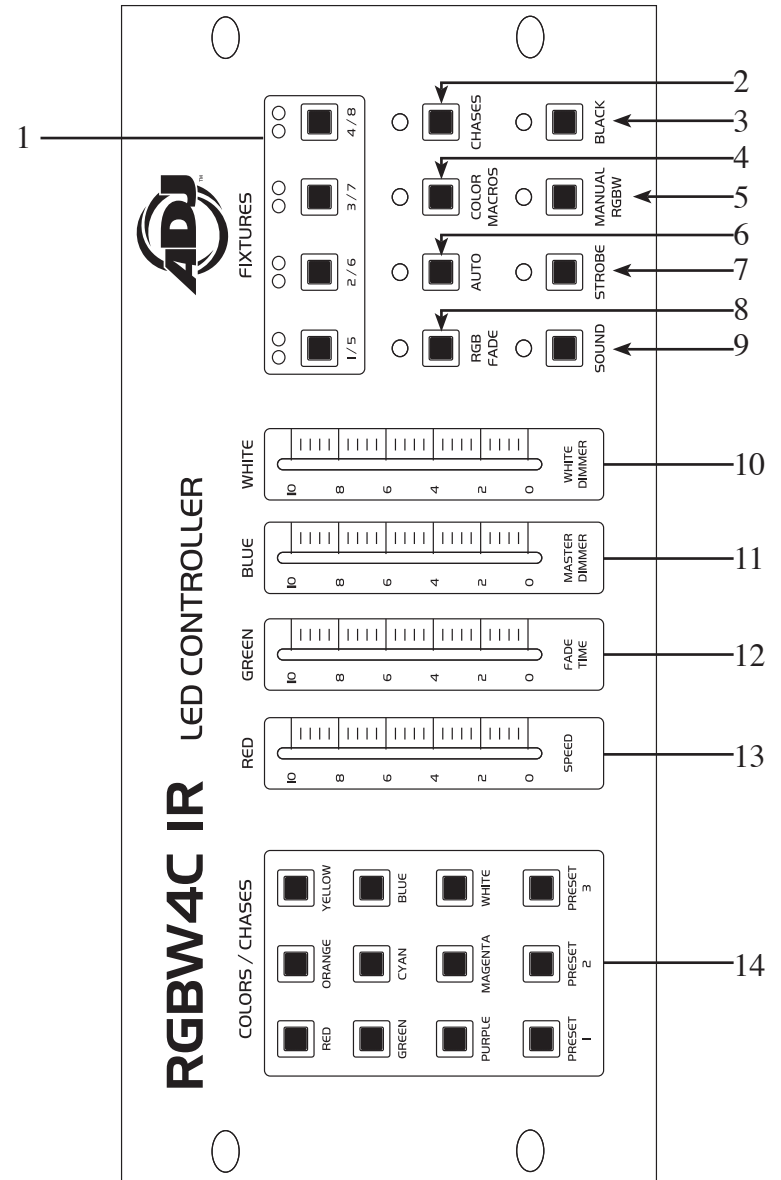 RGBW4C IR LED CONTROLLER
ADJ™
COLORS / CHASES
RED
ORANGE
YELLOW
GREEN
CYAN
BLUE
PURPLE
MAGENTA
WHITE
PRESET
1
PRESET
2
PRESET
3
RED
10
8
6
4
2
0
SPEED
GREEN
10
8
6
4
2
0
FADE
TIME
BLUE
10
8
6
4
2
0
MASTER
DIMMER
WHITE
10
8
6
4
2
0
WHITE
DIMMER
FIXTURES
1/5
2/6
3/7
4/8
RGB
FADE
AUTO
COLOR
MACROS
CHASES
SOUND
STROBE
MANUAL
RGBW
BLACK
1
2
3
4
5
6
7
8
9
10
11
12
13
14